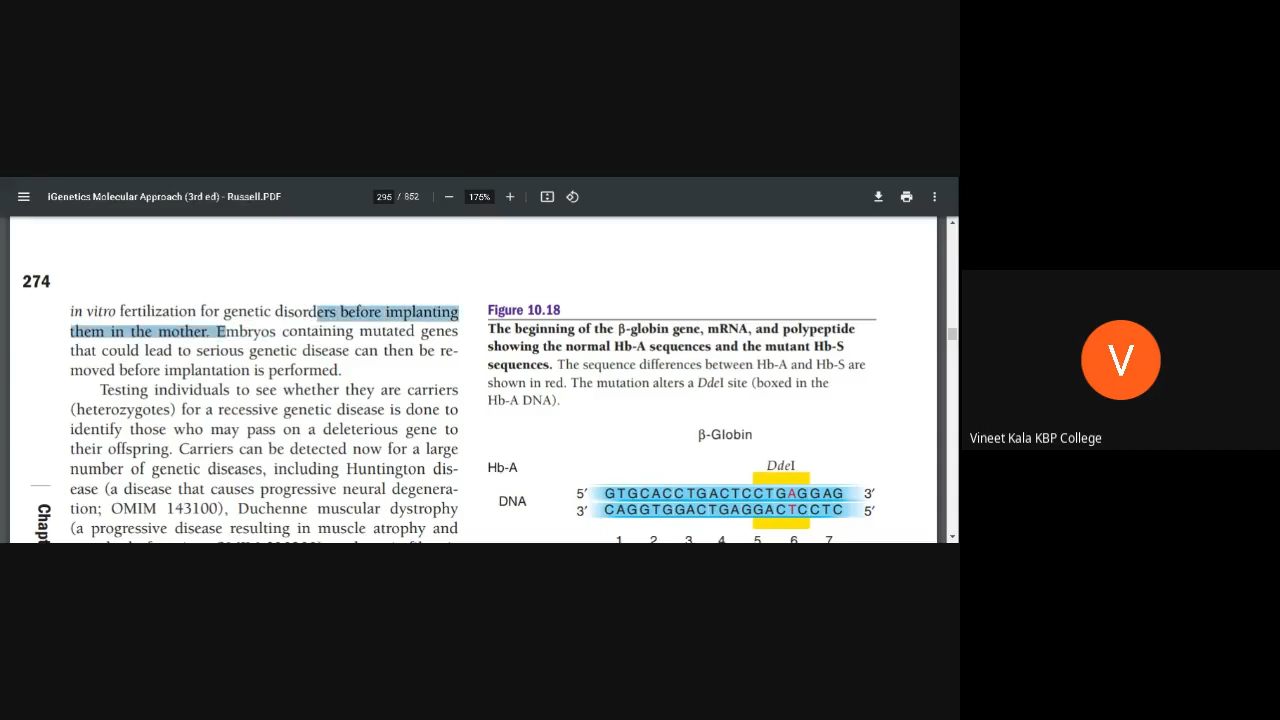 iGenetics Molecular Approach (3rd ed) - Russell.PDF
295 / 852
175%
274
in vitro fertilization for genetic disorders before implanting
them in the mother. Embryos containing mutated genes
that could lead to serious genetic disease can then be re-
moved before implantation is performed.
Testing individuals to see whether they are carriers
(heterozygotes) for a recessive genetic disease is done to
identify those who may pass on a deleterious gene to
their offspring. Carriers can be detected now for a large
number of genetic diseases, including Huntington dis-
ease (a disease that causes progressive neural degenera-
tion; OMIM 143100), Duchenne muscular dystrophy
(a progressive disease resulting in muscle atrophy and
Chapt
Figure 10.18
The beginning of the β-globin gene, mRNA, and polypeptide
showing the normal Hb-A sequences and the mutant Hb-S
sequences. The sequence differences between Hb-A and Hb-S are
shown in red. The mutation alters a DdeI site (boxed in the
Hb-A DNA).
β-Globin
Hb-A
DdeI
DNA
5′ GTGCACCTGACTCCTGAGGAG 3′
3′ CAGGTGGACTGAGGACTCCTC 5′
1 2 3 4 5 6 7
V
Vineet Kala KBP College